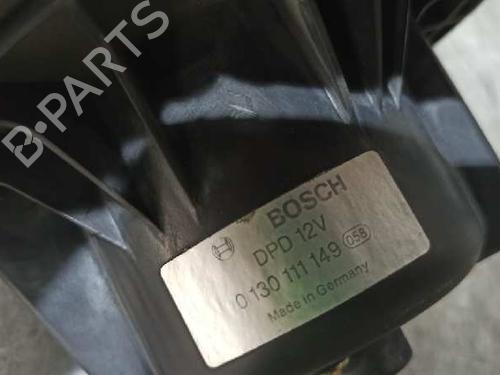 B-PARTS
BOSCH
DPD 12V
0 130 111 149 058
Made in Germany